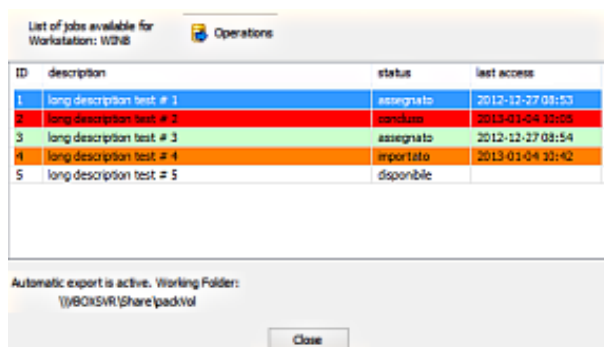 List of jobs available for
Workstation: WIN8
Operations
ID description status last access
1 long description test # 1 assegnato 2012-12-27 08:53
2 long description test # 2 concluso 2013-01-04 10:05
3 long description test # 3 assegnato 2012-12-27 08:54
4 long description test # 4 importato 2013-01-04 10:42
5 long description test # 5 disponibile
Automatic export is active. Working Folder:
\\VBOXSVR\Share\packVol
Close